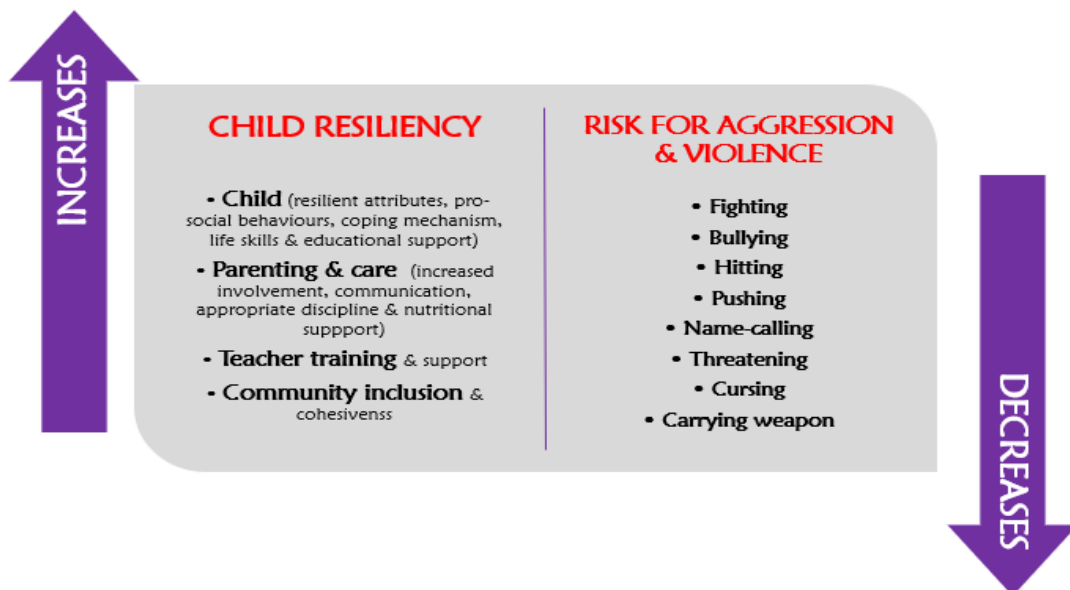 INCREASES
CHILD RESILIENCY
• Child (resilient attributes, pro-
social behaviours, coping mechanism,
life skills & educational support)
• Parenting & care (increased
involvement, communication,
appropriate discipline & nutritional
suppport)
• Teacher training & support
• Community inclusion &
cohesivenss
RISK FOR AGGRESSION
& VIOLENCE
• Fighting
• Bullying
• Hitting
• Pushing
• Name-calling
• Threatening
• Cursing
• Carrying weapon
DECREASES